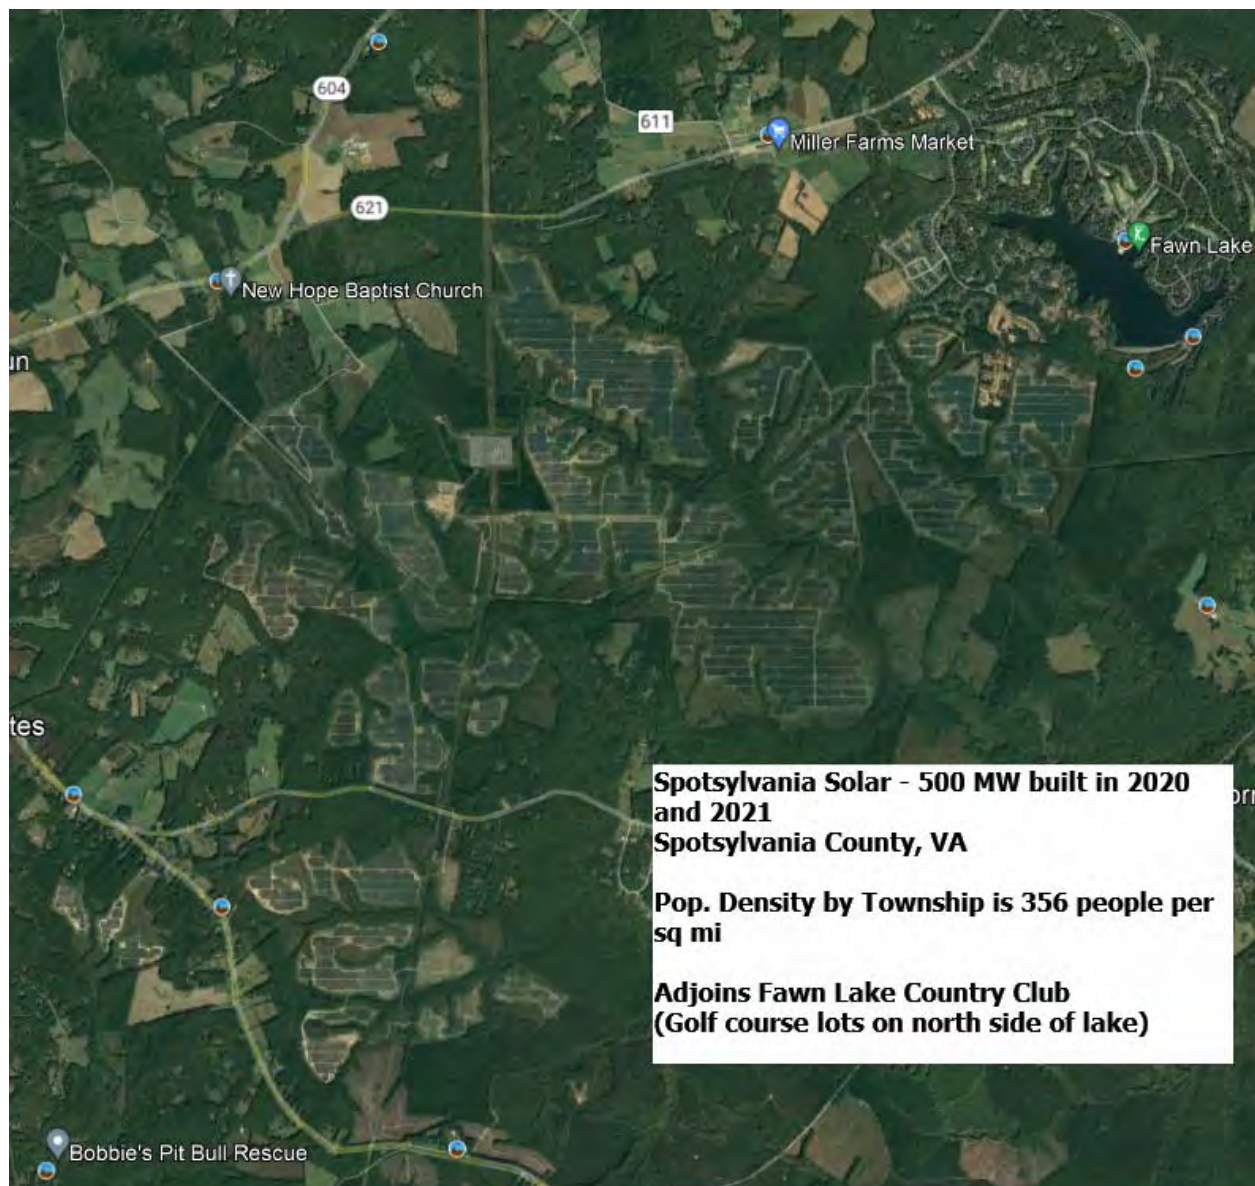 604
611
Miller Farms Market
621
Fawn Lake
New Hope Baptist Church
un
tes
Spotsylvania Solar - 500 MW built in 2020
and 2021
Spotsylvania County, VA
Pop. Density by Township is 356 people per
sq mi
Adjoins Fawn Lake Country Club
(Golf course lots on north side of lake)
orr
Bobbie's Pit Bull Rescue